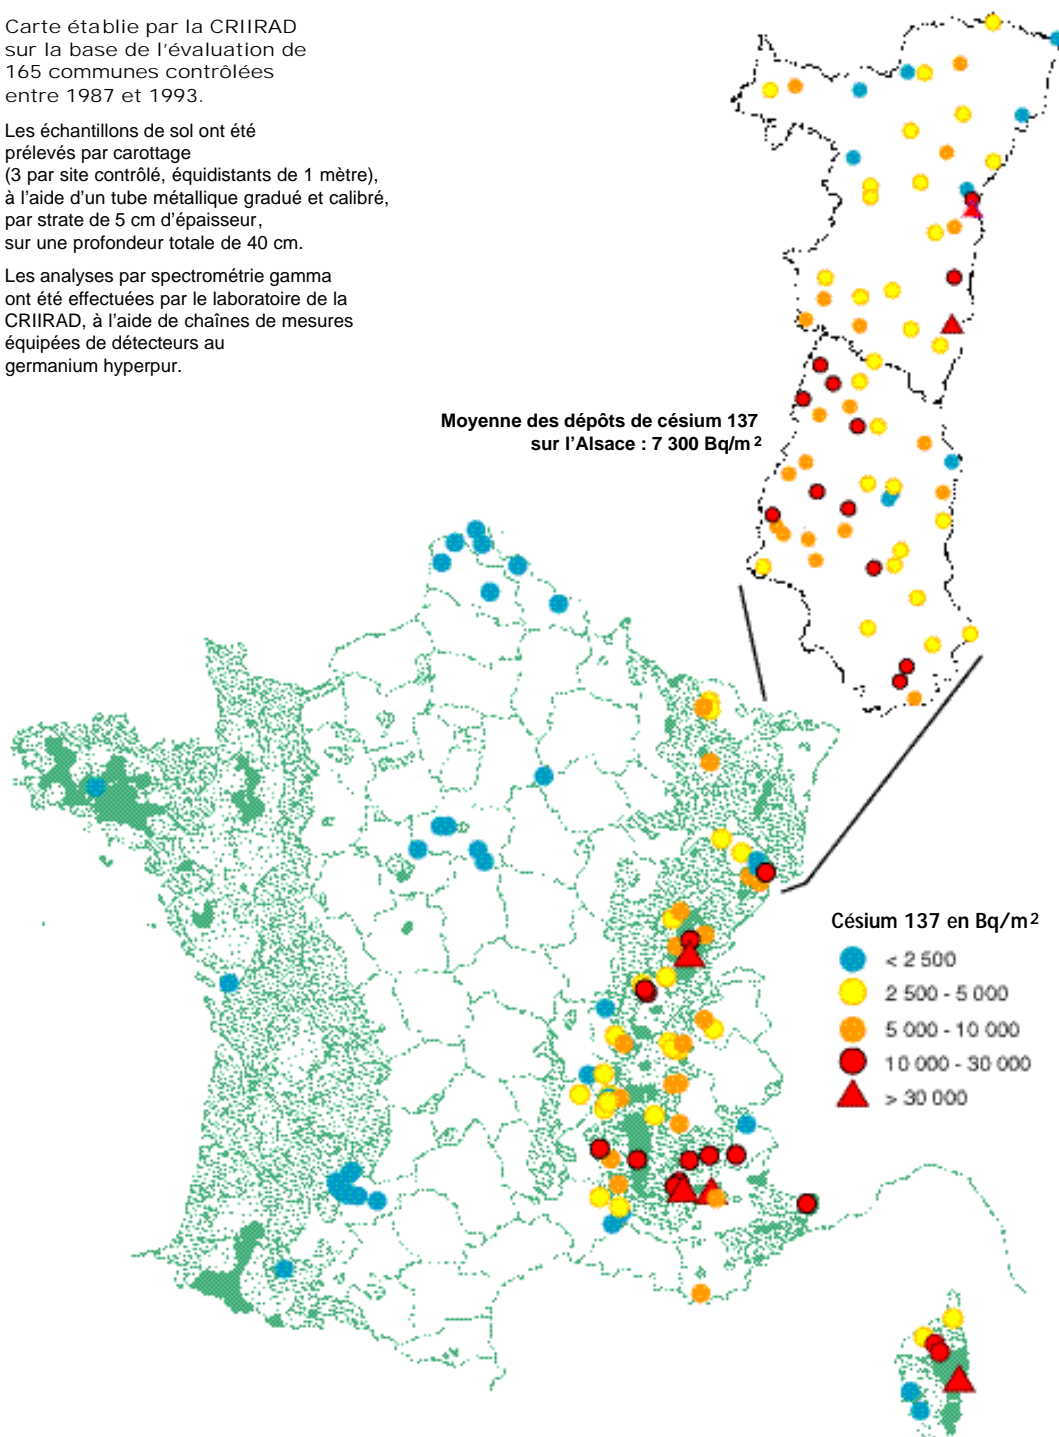 Carte établie par la CRIIRAD
sur la base de l'évaluation de
165 communes contrôlées
entre 1987 et 1993.
Les échantillons de sol ont été
prélevés par carottage
(3 par site contrôlé, équidistants de 1 mètre),
à l'aide d'un tube métallique gradué et calibré,
par strate de 5 cm d'épaisseur,
sur une profondeur totale de 40 cm.
Les analyses par spectrométrie gamma
ont été effectuées par le laboratoire de la
CRIIRAD, à l'aide de chaînes de mesures
équipées de détecteurs au
germanium hyperpur.
Moyenne des dépôts de césium 137
sur l'Alsace : 7 300 Bq/m²
Césium 137 en Bq/m²
< 2 500
2 500 - 5 000
5 000 - 10 000
10 000 - 30 000
> 30 000